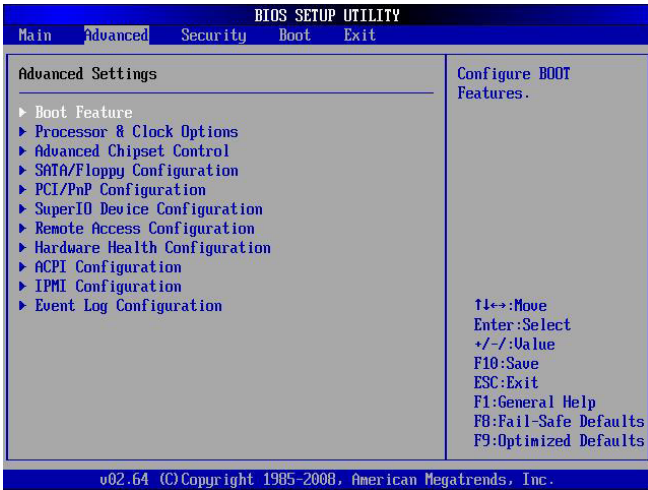 BIOS SETUP UTILITY
Main Advanced Security Boot Exit
Advanced Settings
▶ Boot Feature
▶ Processor & Clock Options
▶ Advanced Chipset Control
▶ SATA/Floppy Configuration
▶ PCI/PnP Configuration
▶ SuperIO Device Configuration
▶ Remote Access Configuration
▶ Hardware Health Configuration
▶ ACPI Configuration
▶ IPMI Configuration
▶ Event Log Configuration
Configure BOOT
Features.
↑↓↔:Move
Enter:Select
+/-/:Value
F10:Save
ESC:Exit
F1:General Help
F8:Fail-Safe Defaults
F9:Optimized Defaults
v02.64 (C)Copyright 1985-2008, American Megatrends, Inc.